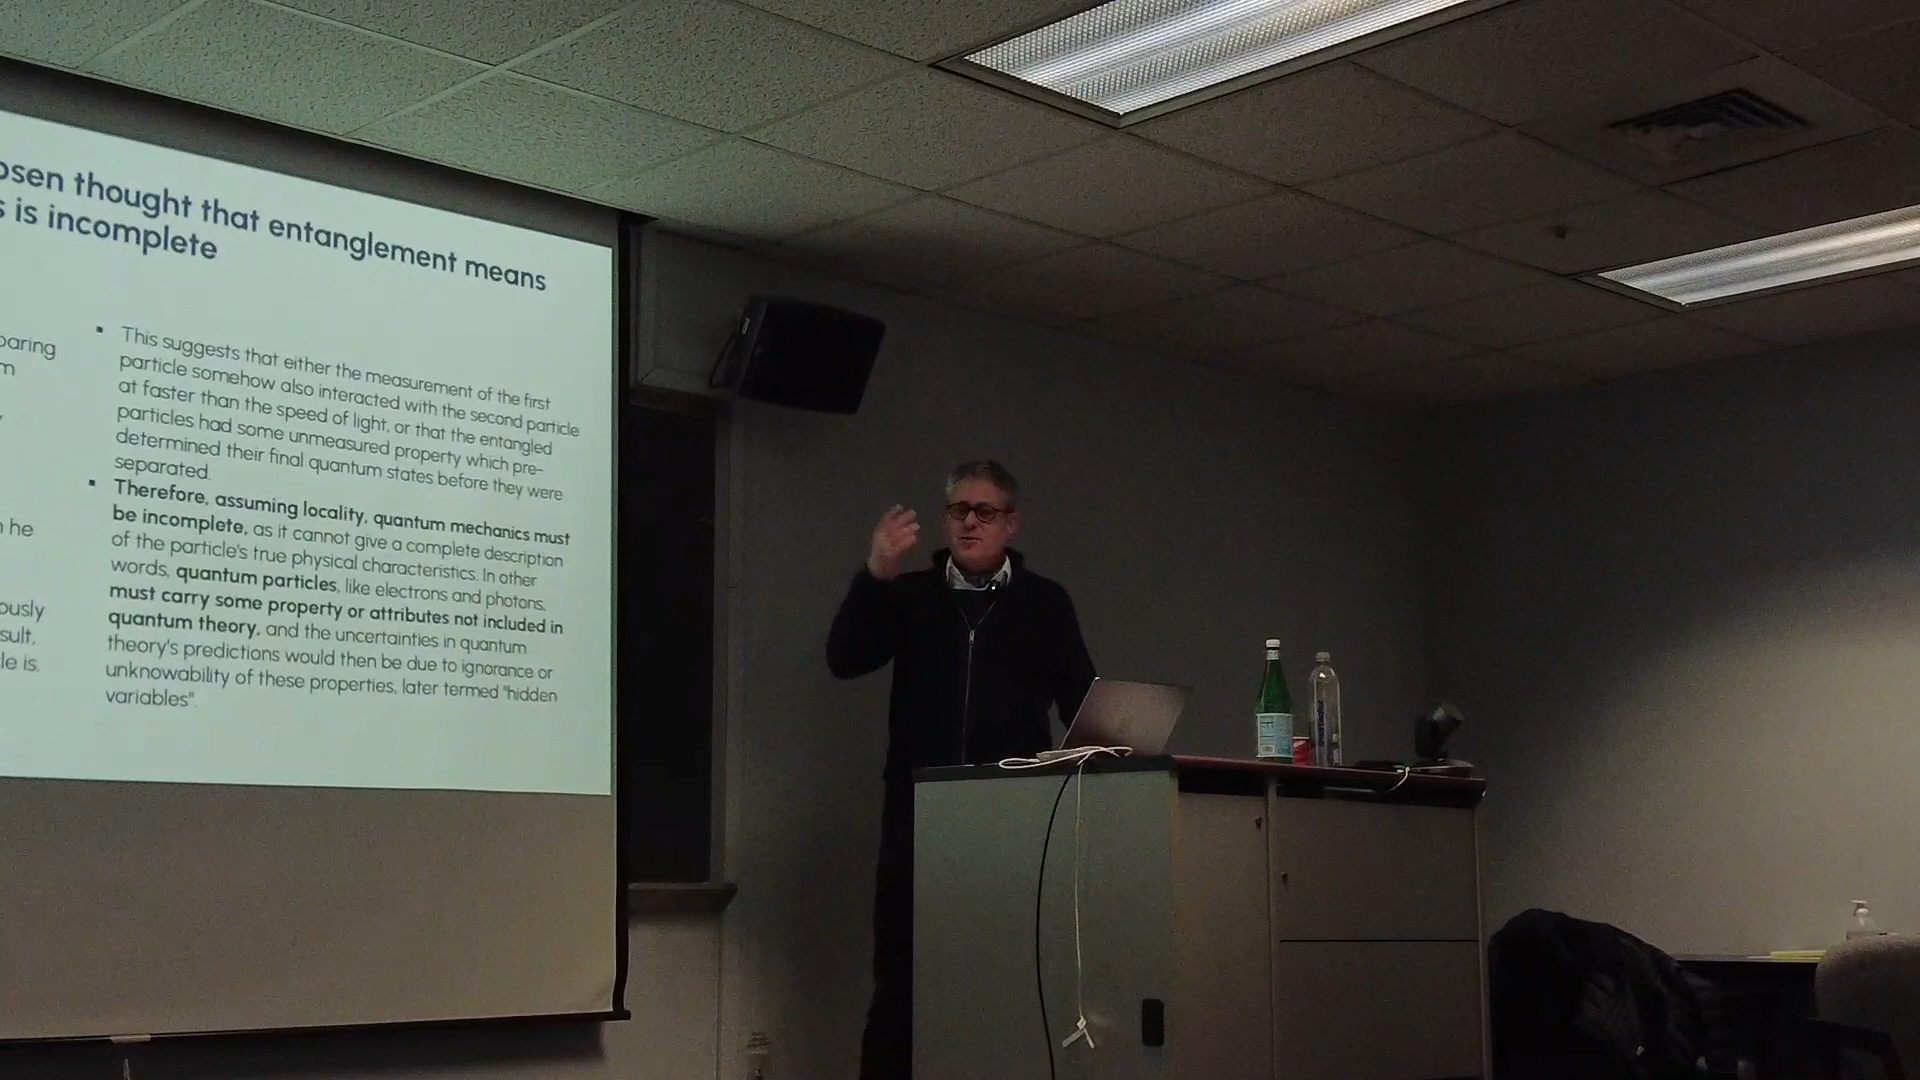 osen thought that entanglement means
s is incomplete
paring
m
n he
ously
sult,
le is.
▪ This suggests that either the measurement of the first
particle somehow also interacted with the second particle
at faster than the speed of light, or that the entangled
particles had some unmeasured property which pre-
determined their final quantum states before they were
separated.
▪ Therefore, assuming locality, quantum mechanics must
be incomplete, as it cannot give a complete description
of the particle's true physical characteristics. In other
words, quantum particles, like electrons and photons,
must carry some property or attributes not included in
quantum theory, and the uncertainties in quantum
theory's predictions would then be due to ignorance or
unknowability of these properties, later termed "hidden
variables".